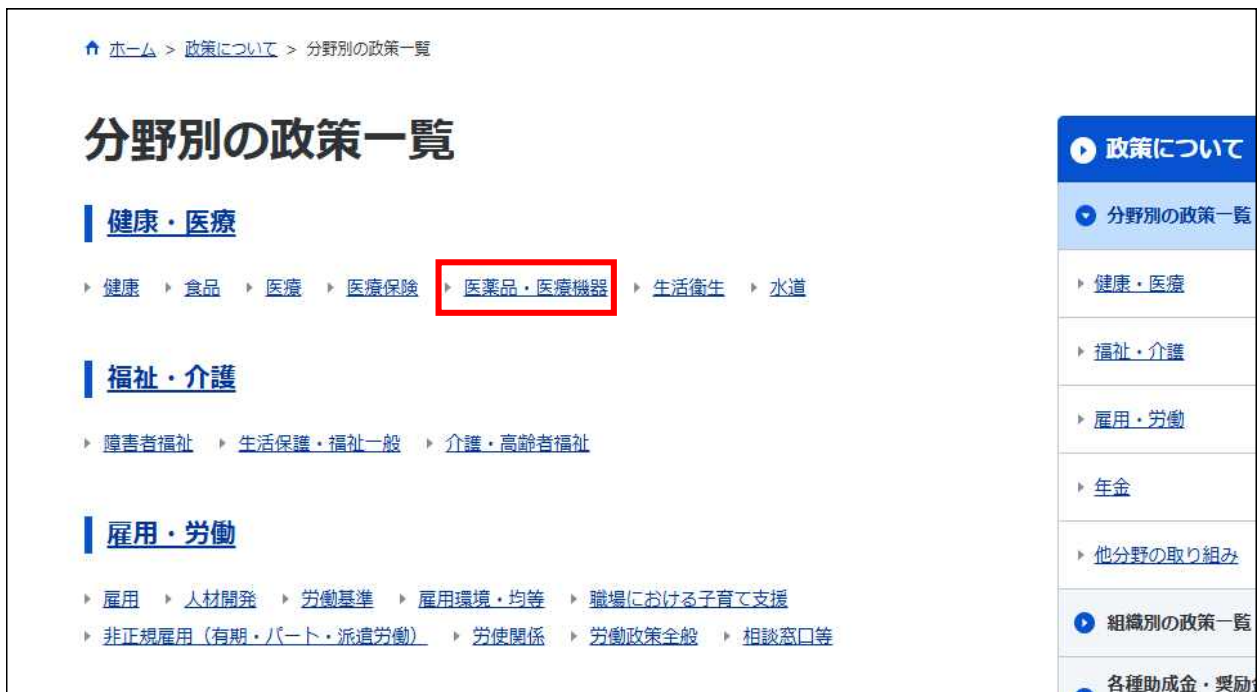 ホーム > 政策について > 分野別の政策一覧
分野別の政策一覧
健康・医療
健康 食品 医療 医療保険 医薬品・医療機器 生活衛生 水道
福祉・介護
障害者福祉 生活保護・福祉一般 介護・高齢者福祉
雇用・労働
雇用 人材開発 労働基準 雇用環境・均等 職場における子育て支援
非正規雇用（有期・パート・派遣労働） 労使関係 労働政策全般 相談窓口等
政策について
分野別の政策一覧
健康・医療
福祉・介護
雇用・労働
年金
他分野の取り組み
組織別の政策一覧
各種助成金・奨励